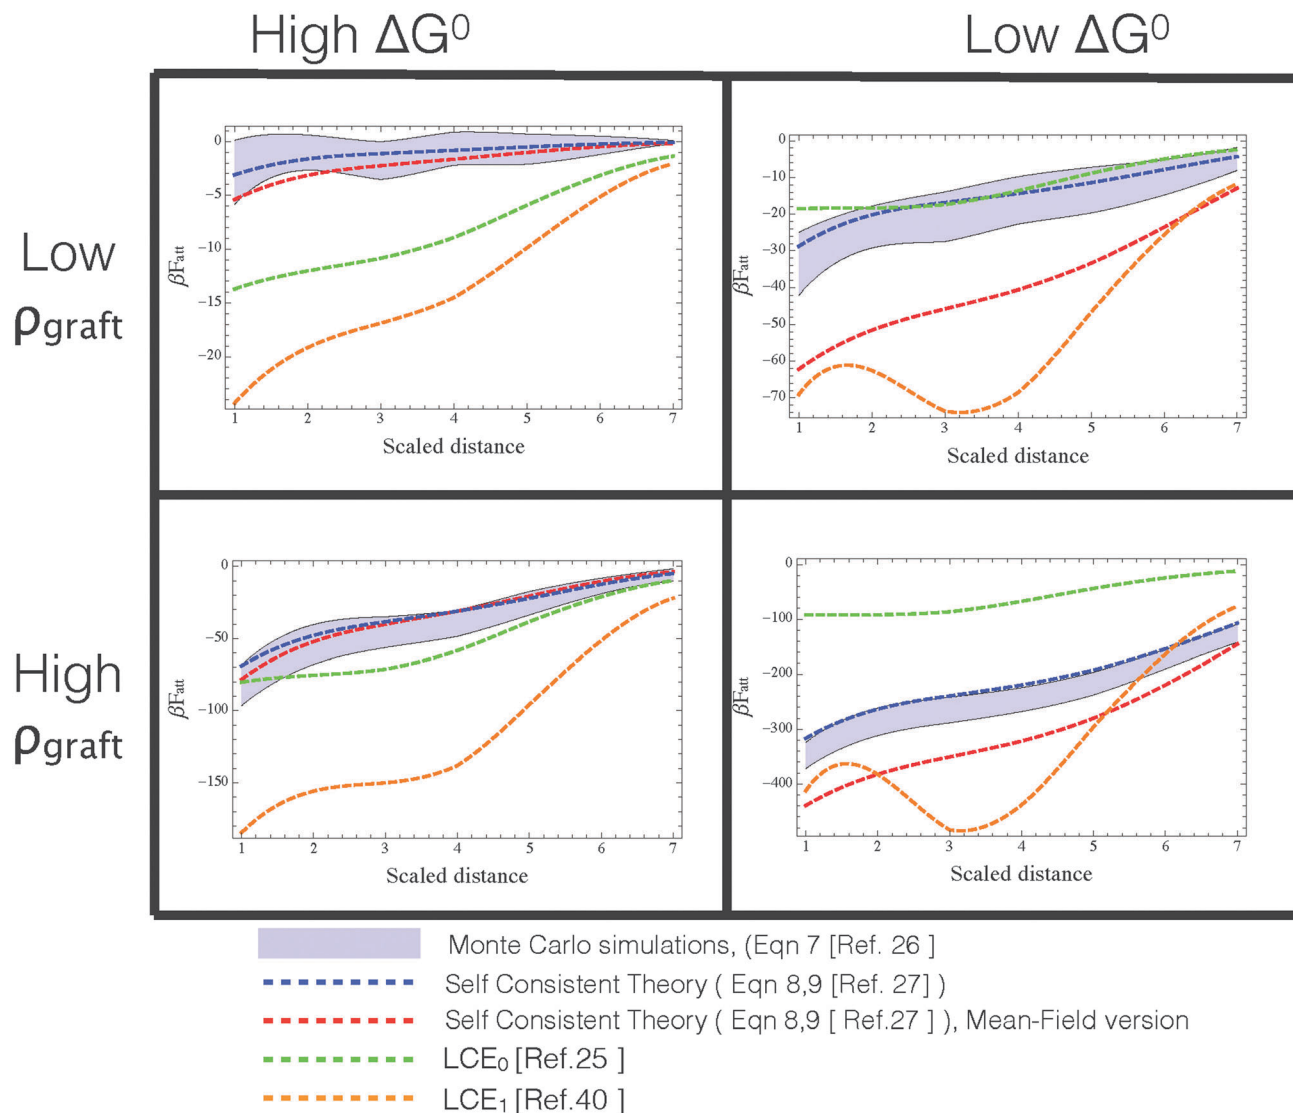 High ΔG⁰ Low ΔG⁰
Low
ρgraft
0
−5
−10
−15
−20
βFatt
1 2 3 4 5 6 7
Scaled distance
0
−10
−20
−30
−40
−50
−60
−70
βFatt
1 2 3 4 5 6 7
Scaled distance
High
ρgraft
0
−50
−100
−150
βFatt
1 2 3 4 5 6 7
Scaled distance
0
−100
−200
−300
−400
βFatt
1 2 3 4 5 6 7
Scaled distance
Monte Carlo simulations, (Eqn 7 [Ref. 26 ]
Self Consistent Theory ( Eqn 8,9 [Ref. 27] )
Self Consistent Theory ( Eqn 8,9 [ Ref.27 ] ), Mean-Field version
LCE₀ [Ref.25 ]
LCE₁ [Ref.40 ]